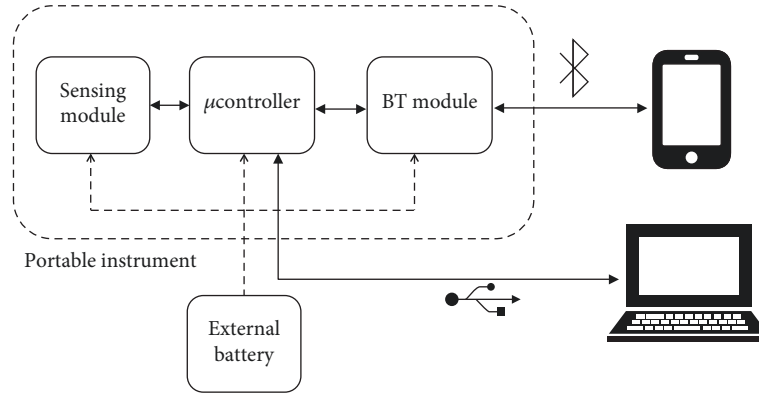 Sensing
module
μcontroller
BT module
Portable instrument
External
battery